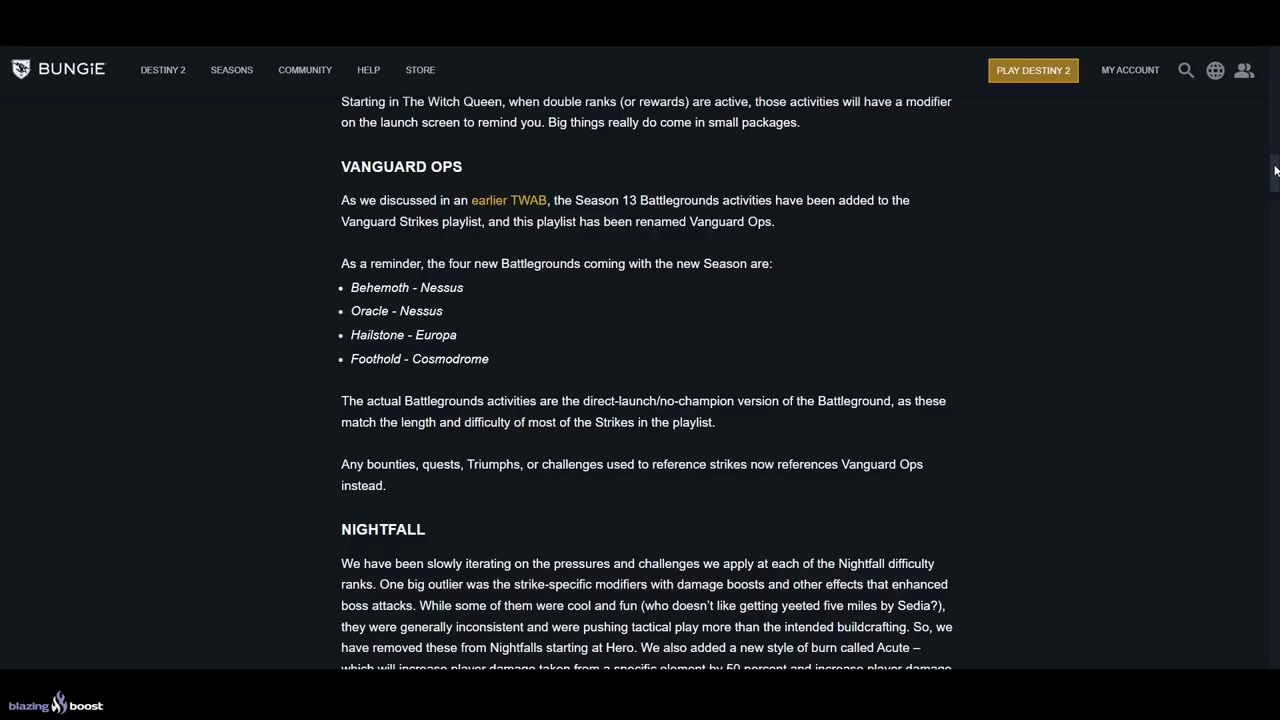 BUNGiE DESTINY 2 SEASONS COMMUNITY HELP STORE PLAY DESTINY 2 MY ACCOUNT
Starting in The Witch Queen, when double ranks (or rewards) are active, those activities will have a modifier
on the launch screen to remind you. Big things really do come in small packages.
VANGUARD OPS
As we discussed in an earlier TWAB, the Season 13 Battlegrounds activities have been added to the
Vanguard Strikes playlist, and this playlist has been renamed Vanguard Ops.
As a reminder, the four new Battlegrounds coming with the new Season are:
• Behemoth - Nessus
• Oracle - Nessus
• Hailstone - Europa
• Foothold - Cosmodrome
The actual Battlegrounds activities are the direct-launch/no-champion version of the Battleground, as these
match the length and difficulty of most of the Strikes in the playlist.
Any bounties, quests, Triumphs, or challenges used to reference strikes now references Vanguard Ops
instead.
NIGHTFALL
We have been slowly iterating on the pressures and challenges we apply at each of the Nightfall difficulty
ranks. One big outlier was the strike-specific modifiers with damage boosts and other effects that enhanced
boss attacks. While some of them were cool and fun (who doesn't like getting yeeted five miles by Sedia?),
they were generally inconsistent and were pushing tactical play more than the intended buildcrafting. So, we
have removed these from Nightfalls starting at Hero. We also added a new style of burn called Acute –
which will increase player damage taken from a specific element by 50 percent and increase player damage
blazing boost